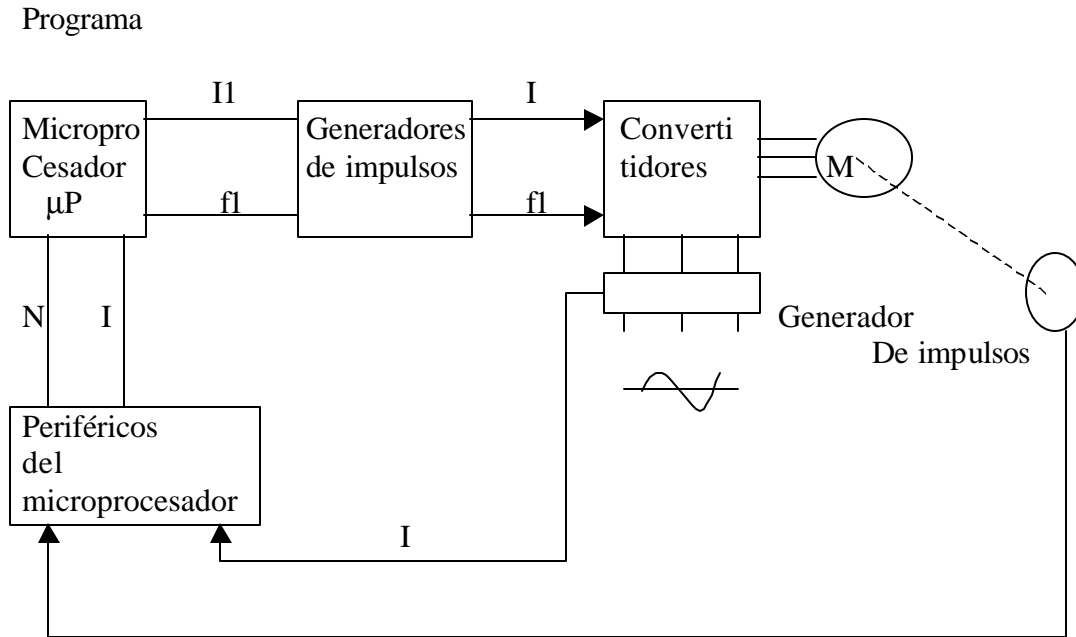 Programa
I1
I
Micropro
Cesador
µP
Generadores
de impulsos
Converti
tidores
M
f1
f1
N
I
Generador
De impulsos
Periféricos
del
microprocesador
I